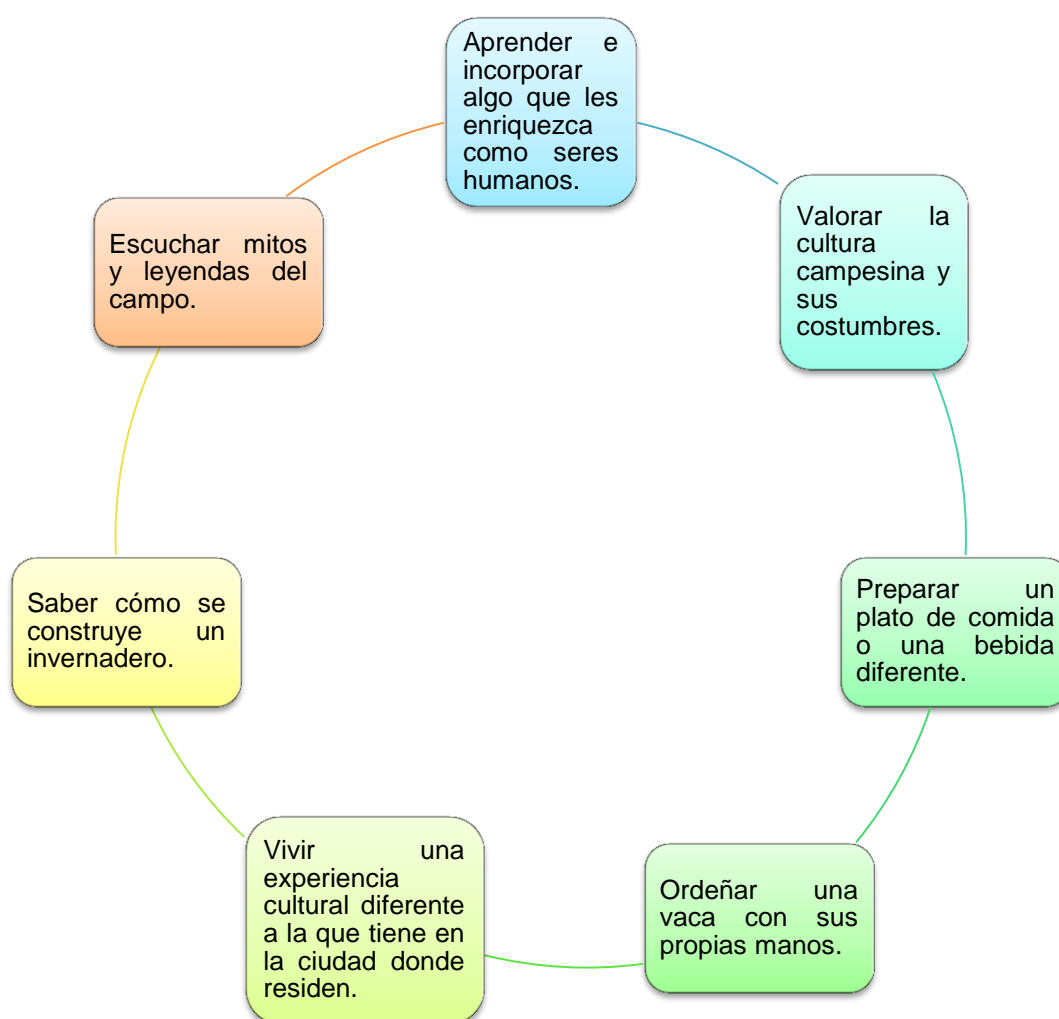 Aprender e
incorporar
algo que les
enriquezca
como seres
humanos.
Valorar la
cultura
campesina y
sus
costumbres.
Preparar un
plato de comida
o una bebida
diferente.
Ordeñar una
vaca con sus
propias manos.
Vivir una
experiencia
cultural diferente
a la que tiene en
la ciudad donde
residen.
Saber cómo se
construye un
invernadero.
Escuchar mitos
y leyendas del
campo.